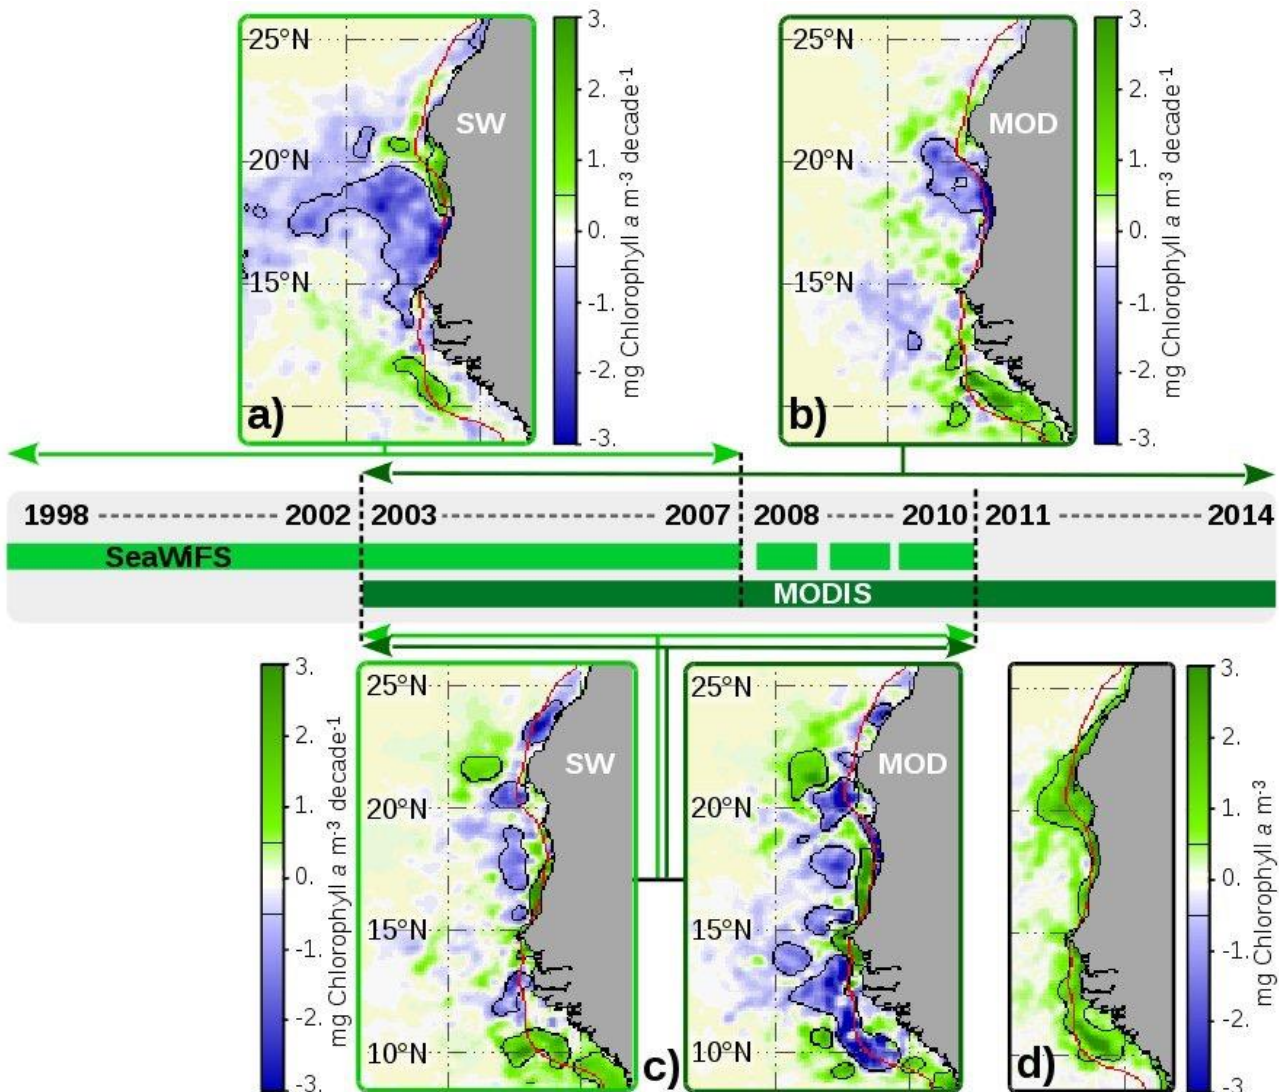 25°N
20°N
15°N
SW
a)
3.
2.
1.
0.
-1.
-2.
-3.
mg Chlorophyll a m-3 decade-1
25°N
20°N
15°N
MOD
b)
3.
2.
1.
0.
-1.
-2.
-3.
mg Chlorophyll a m-3 decade-1
1998 2002 2003 2007 2008 2010 2011 2014
SeaWiFS
MODIS
3.
2.
1.
0.
-1.
-2.
-3.
mg Chlorophyll a m-3 decade-1
25°N
20°N
15°N
10°N
SW
c)
25°N
20°N
15°N
10°N
MOD
d)
3.
2.
1.
0.
-1.
-2.
-3.
mg Chlorophyll a m-3